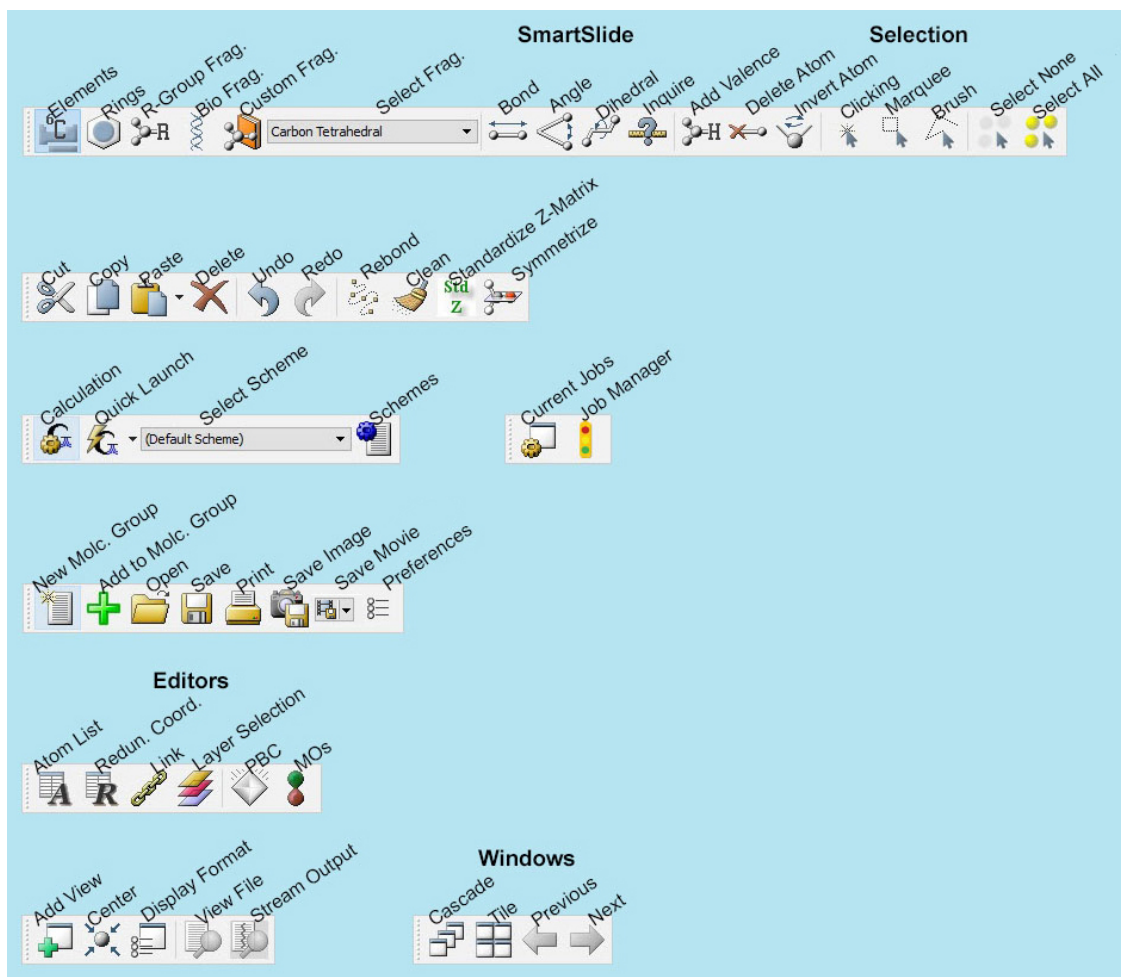 SmartSlide
Selection
Elements
Rings
R-Group Frag.
Bio Frag.
Custom Frag.
Select Frag.
Bond
Angle
Dihedral
Inquire
Add Valence
Delete Atom
Invert Atom
Clicking
Marquee
Brush
Select None
Select All
6
C
R
Carbon Tetrahedral
H
Cut
Copy
Paste
Delete
Undo
Redo
Rebond
Clean
Standardize Z-Matrix
Symmetrize
Std
Z
Calculation
Quick Launch
Select Scheme
Schemes
Current Jobs
Job Manager
(Default Scheme)
New Molc. Group
Add to Molc. Group
Open
Save
Print
Save Image
Save Movie
Preferences
Editors
Atom List
Redun. Coord.
Link
Layer Selection
PBC
MOs
A
R
Windows
Add View
Center
Display Format
View File
Stream Output
Cascade
Tile
Previous
Next